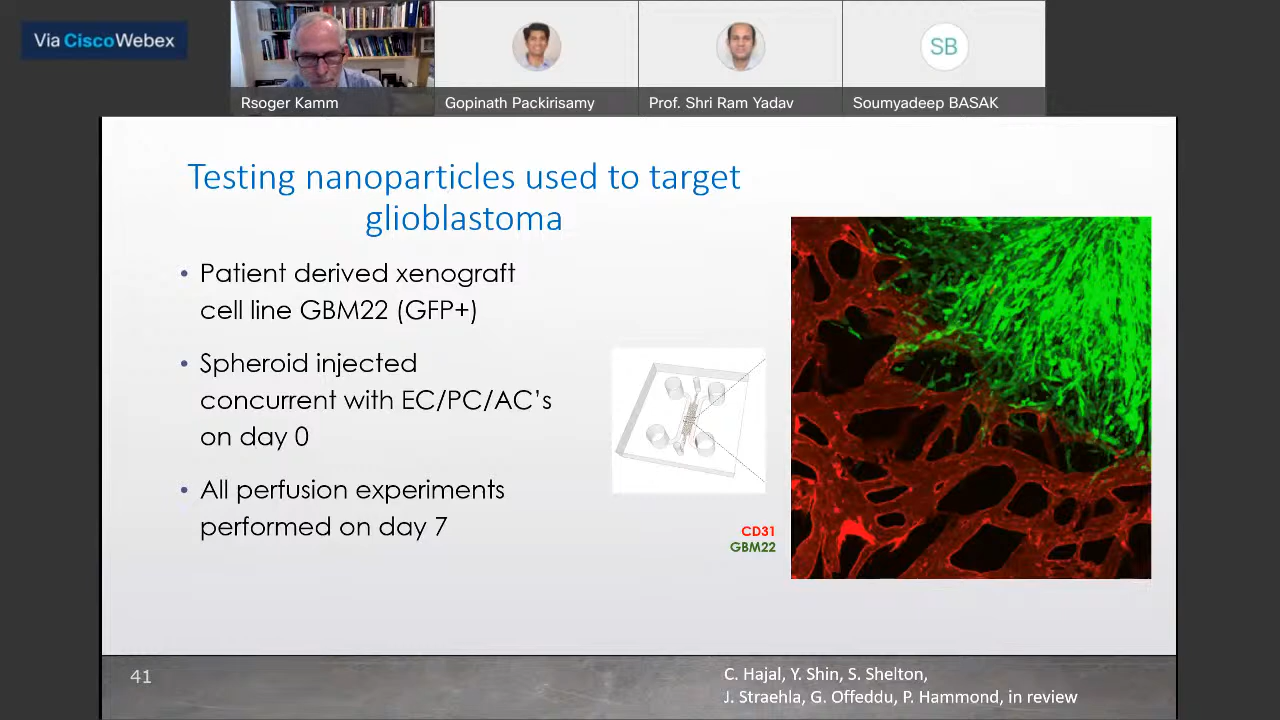 Via Cisco Webex
Rsoger Kamm
Gopinath Packirisamy
Prof. Shri Ram Yadav
SB
Soumyadeep BASAK
Testing nanoparticles used to target
glioblastoma
• Patient derived xenograft
cell line GBM22 (GFP+)
• Spheroid injected
concurrent with EC/PC/AC’s
on day 0
• All perfusion experiments
performed on day 7
CD31
GBM22
41
C. Hajal, Y. Shin, S. Shelton,
J. Straehla, G. Offeddu, P. Hammond, in review